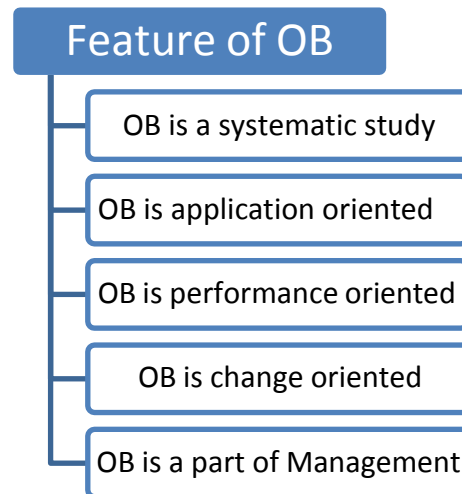 Feature of OB
OB is a systematic study
OB is application oriented
OB is performance oriented
OB is change oriented
OB is a part of Management